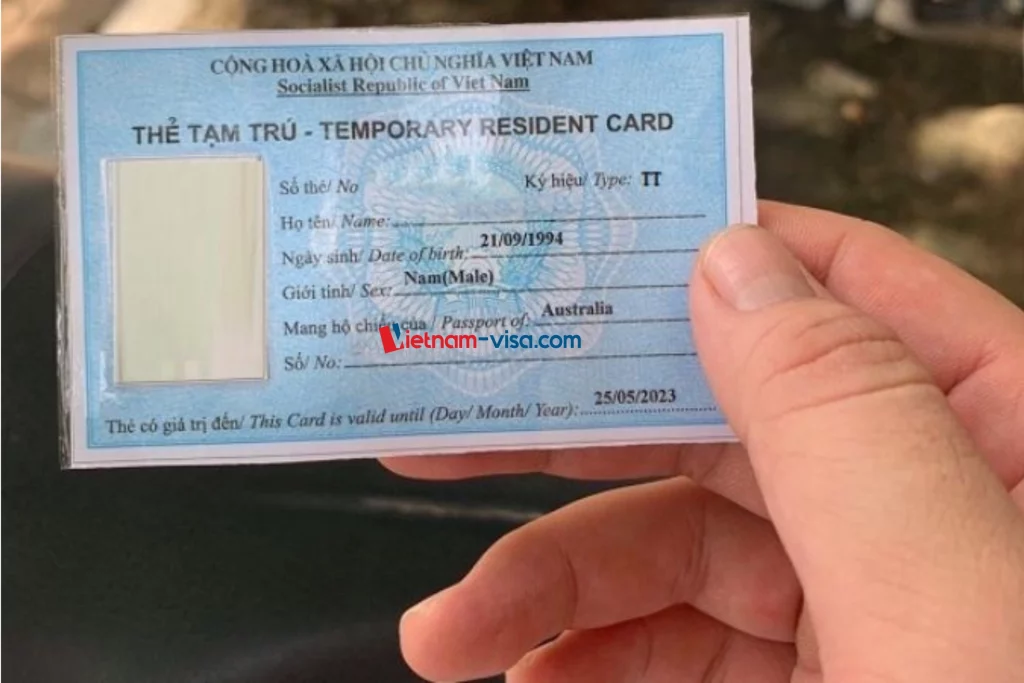 CỘNG HOÀ XÃ HỘI CHỦ NGHĨA VIỆT NAM
Socialist Republic of Viet Nam
THẺ TẠM TRÚ - TEMPORARY RESIDENT CARD
Số thẻ/ No Ký hiệu/ Type: TT
Họ tên/ Name:
Ngày sinh/ Date of birth: 21/09/1994
Giới tính/ Sex: Nam(Male)
Mang hộ chiếu của / Passport of: Australia
Vietnam-visa.com
Số/ No:
Thẻ có giá trị đến/ This Card is valid until (Day/ Month/ Year): 25/05/2023